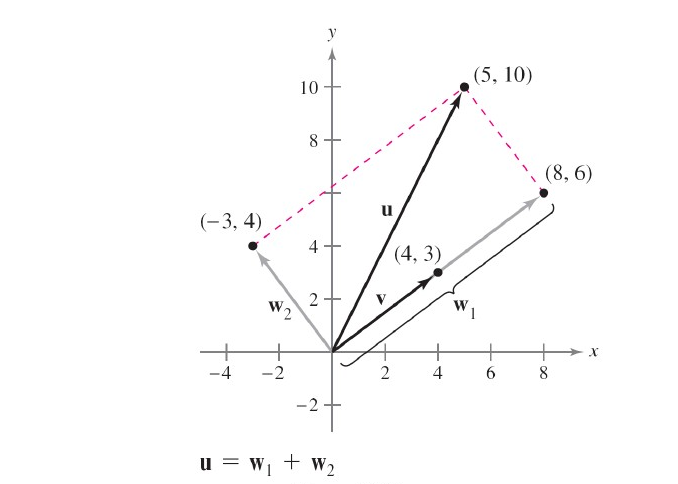 y
10
(5, 10)
8
(8, 6)
(−3, 4)
u
4
(4, 3)
2
v
w₂
w₁
−4
−2
2
4
6
8
x
−2
u = w₁ + w₂